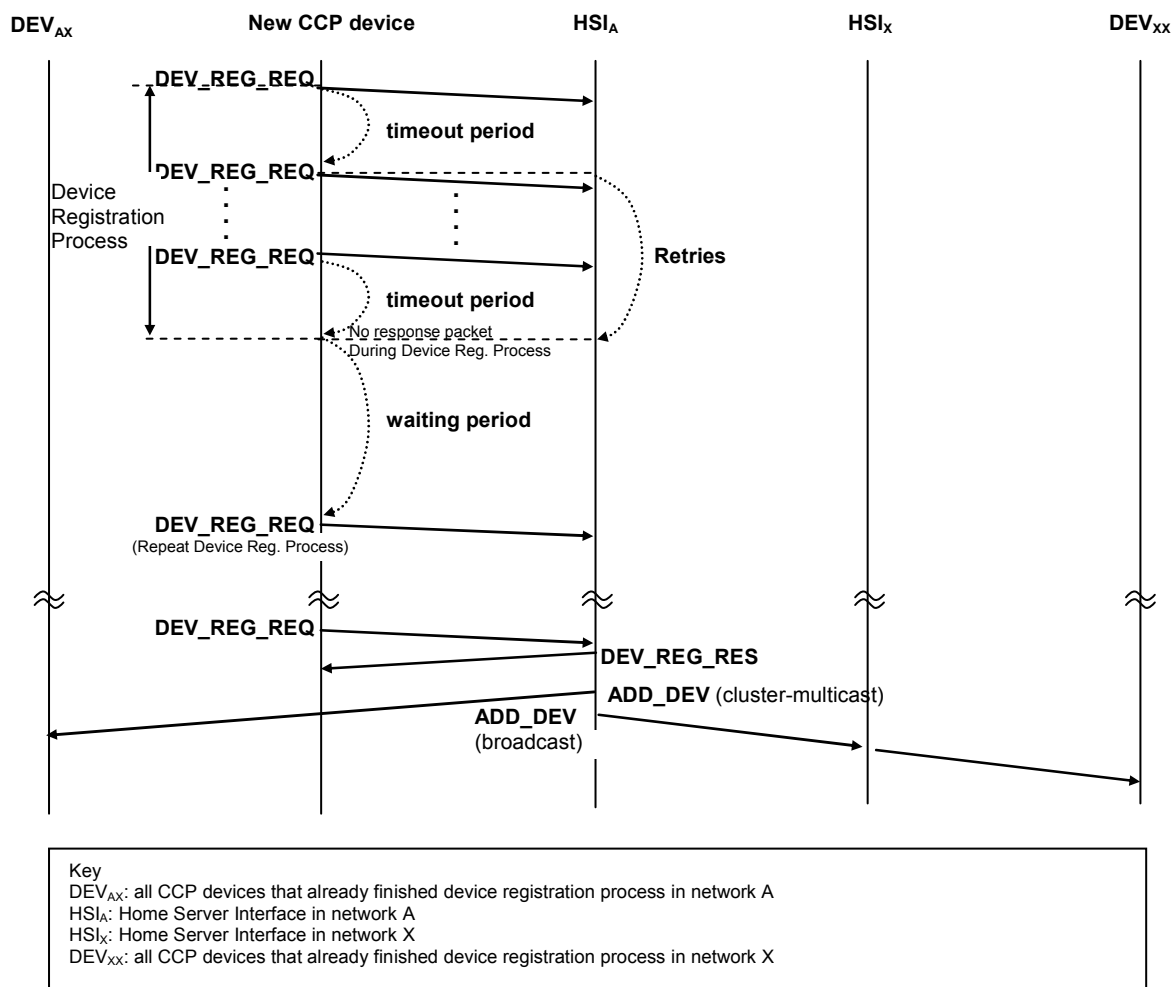 DEV_AX New CCP device HSI_A HSI_X DEV_XX
DEV_REG_REQ
timeout period
DEV_REG_REQ
Device
Registration
Process
DEV_REG_REQ
Retries
timeout period
No response packet
During Device Reg. Process
waiting period
DEV_REG_REQ
(Repeat Device Reg. Process)
DEV_REG_REQ
DEV_REG_RES
ADD_DEV (cluster-multicast)
ADD_DEV
(broadcast)
Key
DEV_AX: all CCP devices that already finished device registration process in network A
HSI_A: Home Server Interface in network A
HSI_X: Home Server Interface in network X
DEV_XX: all CCP devices that already finished device registration process in network X